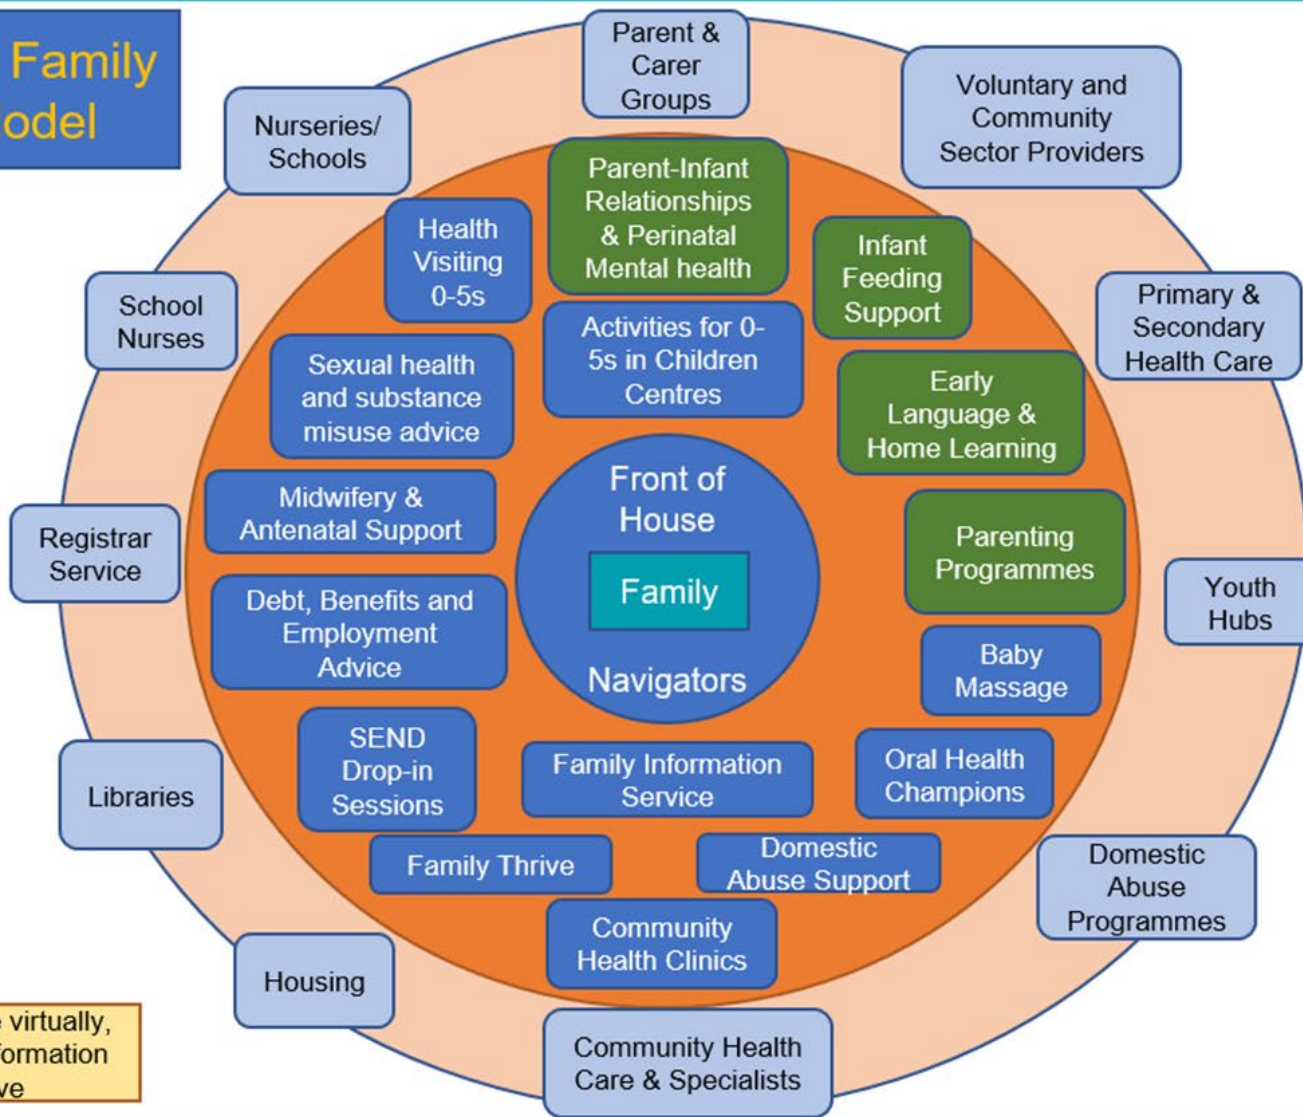 Family
odel
Parent &
Carer
Groups
Voluntary and
Community
Sector Providers
Nurseries/
Schools
Parent-Infant
Relationships
& Perinatal
Mental health
Health
Visiting
0-5s
Infant
Feeding
Support
School
Nurses
Primary &
Secondary
Health Care
Activities for 0-
5s in Children
Centres
Sexual health
and substance
misuse advice
Early
Language &
Home Learning
Front of
House
Family
Navigators
Midwifery &
Antenatal Support
Parenting
Programmes
Registrar
Service
Debt, Benefits and
Employment
Advice
Youth
Hubs
Baby
Massage
SEND
Drop-in
Sessions
Family Information
Service
Oral Health
Champions
Libraries
Family Thrive
Domestic
Abuse Support
Domestic
Abuse
Programmes
Community
Health Clinics
Housing
virtually,
formation
ve
Community Health
Care & Specialists